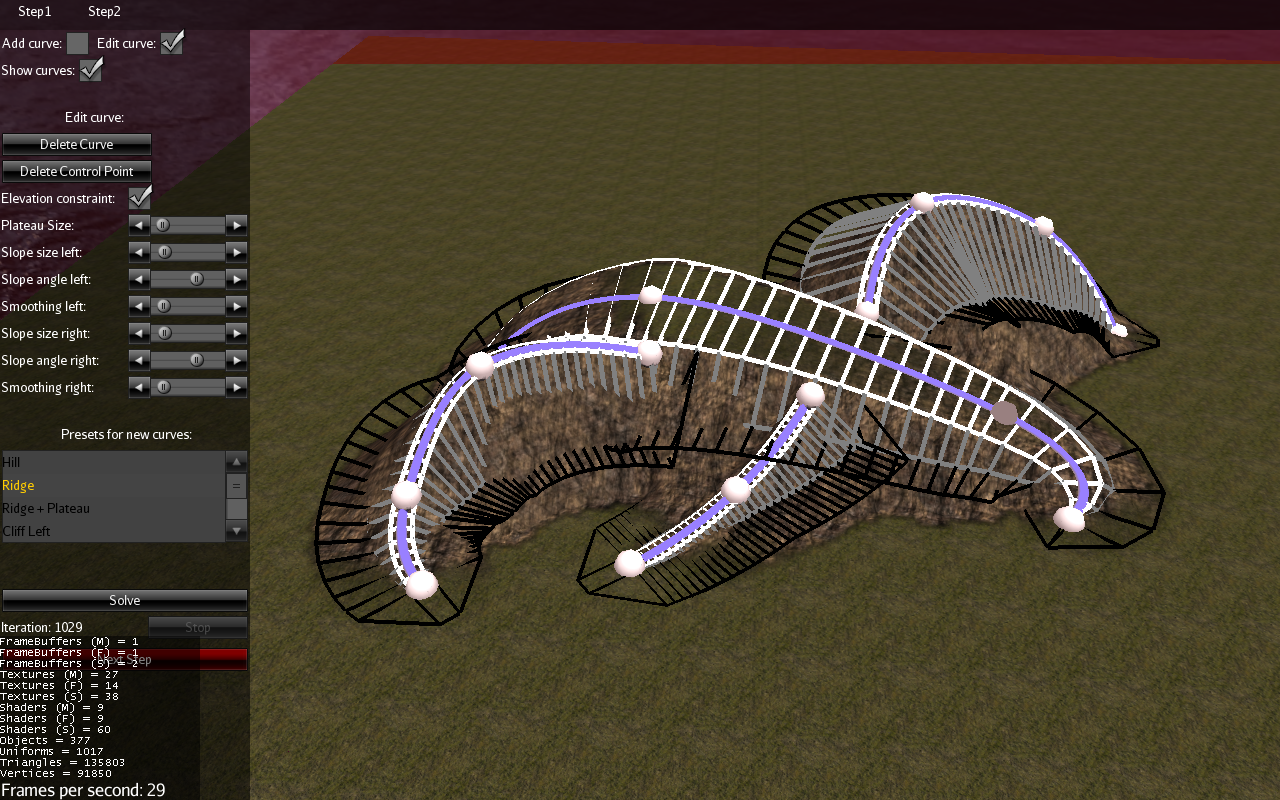 Step1 Step2
Add curve: Edit curve:
Show curves:
Edit curve:
Delete Curve
Delete Control Point
Elevation constraint:
Plateau Size:
Slope size left:
Slope angle left:
Smoothing left:
Slope size right:
Slope angle right:
Smoothing right:
Presets for new curves:
Hill
Ridge
Ridge + Plateau
Cliff Left
Solve
Iteration: 1029 Stop
FrameBuffers (M) = 1
FrameBuffers (F) = 1
FrameBuffers (S) = 2
Next Step
Textures (M) = 27
Textures (F) = 14
Textures (S) = 38
Shaders (M) = 9
Shaders (F) = 9
Shaders (S) = 60
Objects = 377
Uniforms = 1017
Triangles = 135803
Vertices = 91850
Frames per second: 29